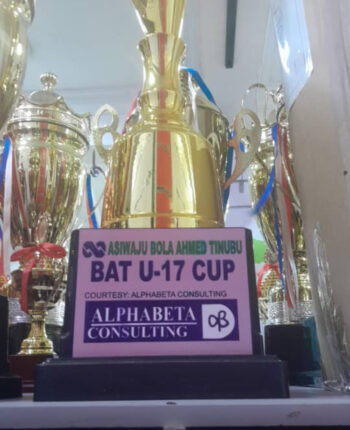 ASIWAJU BOLA AHMED TINUBU
BAT U-17 CUP
COURTESY: ALPHABETA CONSULTING
ALPHABETA
CONSULTING